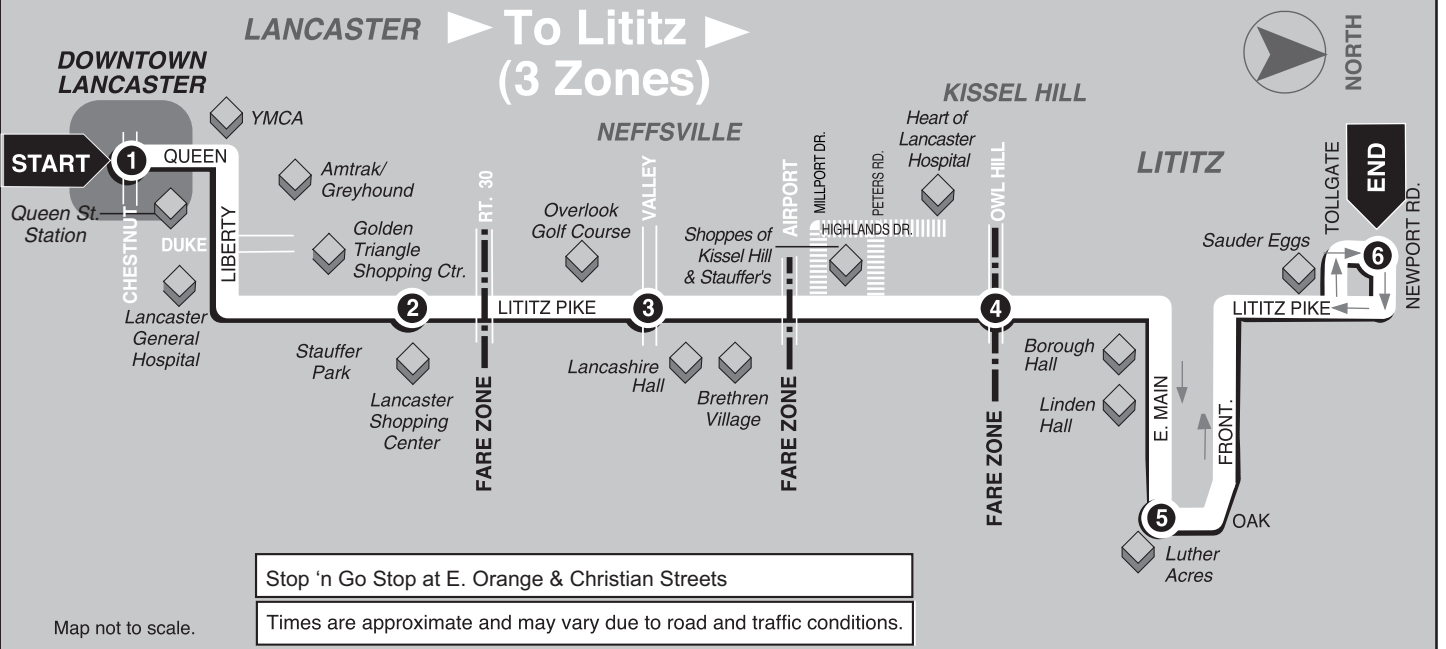 LANCASTER
To Lititz
(3 Zones)
NORTH
DOWNTOWN
LANCASTER
KISSEL HILL
NEFFSVILLE
LITITZ
START
1
QUEEN
YMCA
Amtrak/
Greyhound
Queen St.
Station
CHESTNUT
DUKE
LIBERTY
Golden
Triangle
Shopping Ctr.
Lancaster
General
Hospital
2
Stauffer
Park
Lancaster
Shopping
Center
RT. 30
FARE ZONE
LITITZ PIKE
Overlook
Golf Course
VALLEY
3
Lancashire
Hall
Brethren
Village
Shoppes of
Kissel Hill
& Stauffer's
AIRPORT
FARE ZONE
MILLPORT DR.
PETERS RD.
HIGHLANDS DR.
Heart of
Lancaster
Hospital
OWL HILL
4
FARE ZONE
Borough
Hall
Linden
Hall
E. MAIN
5
Luther
Acres
OAK
FRONT.
LITITZ PIKE
Sauder Eggs
TOLLGATE
END
6
NEWPORT RD.
Stop ‘n Go Stop at E. Orange & Christian Streets
Times are approximate and may vary due to road and traffic conditions.
Map not to scale.